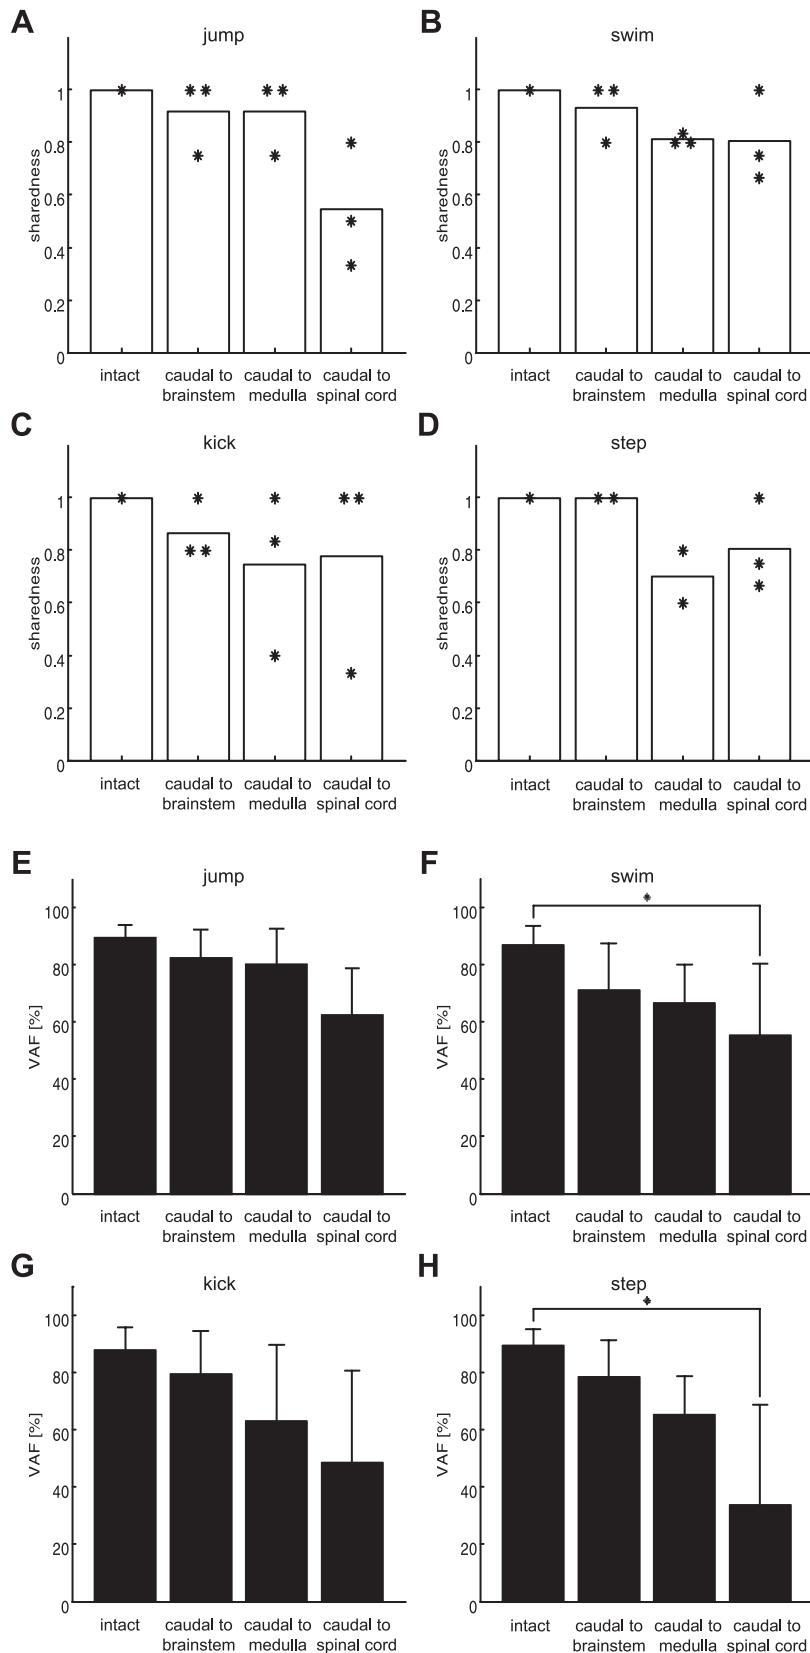 A
jump
sharedness
1
0.8
0.6
0.4
0.2
0
intact
caudal to
brainstem
caudal to
medulla
caudal to
spinal cord
B
swim
sharedness
1
0.8
0.6
0.4
0.2
0
intact
caudal to
brainstem
caudal to
medulla
caudal to
spinal cord
C
kick
sharedness
1
0.8
0.6
0.4
0.2
0
intact
caudal to
brainstem
caudal to
medulla
caudal to
spinal cord
D
step
sharedness
1
0.8
0.6
0.4
0.2
0
intact
caudal to
brainstem
caudal to
medulla
caudal to
spinal cord
E
jump
VAF [%]
100
80
60
40
20
0
intact
caudal to
brainstem
caudal to
medulla
caudal to
spinal cord
F
swim
*
VAF [%]
100
80
60
40
20
0
intact
caudal to
brainstem
caudal to
medulla
caudal to
spinal cord
G
kick
VAF [%]
100
80
60
40
20
0
intact
caudal to
brainstem
caudal to
medulla
caudal to
spinal cord
H
step
*
VAF [%]
100
80
60
40
20
0
intact
caudal to
brainstem
caudal to
medulla
caudal to
spinal cord